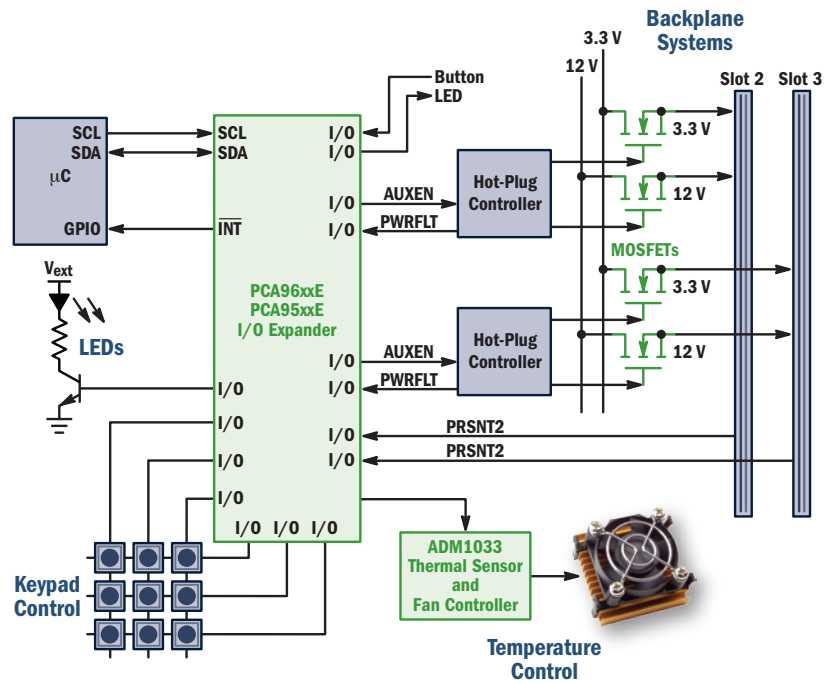 Backplane
Systems
3.3 V
12 V
Slot 2
Slot 3
Button
LED
SCL
SDA
μC
GPIO
SCL
SDA
INT
I/O
I/O
I/O
I/O
AUXEN
PWRFLT
Hot-Plug
Controller
3.3 V
12 V
MOSFETs
3.3 V
12 V
Vext
LEDs
PCA96xxE
PCA95xxE
I/O Expander
I/O
I/O
AUXEN
PWRFLT
Hot-Plug
Controller
I/O
I/O
I/O
I/O
I/O
PRSNT2
PRSNT2
I/O I/O I/O
Keypad
Control
ADM1033
Thermal Sensor
and
Fan Controller
Temperature
Control